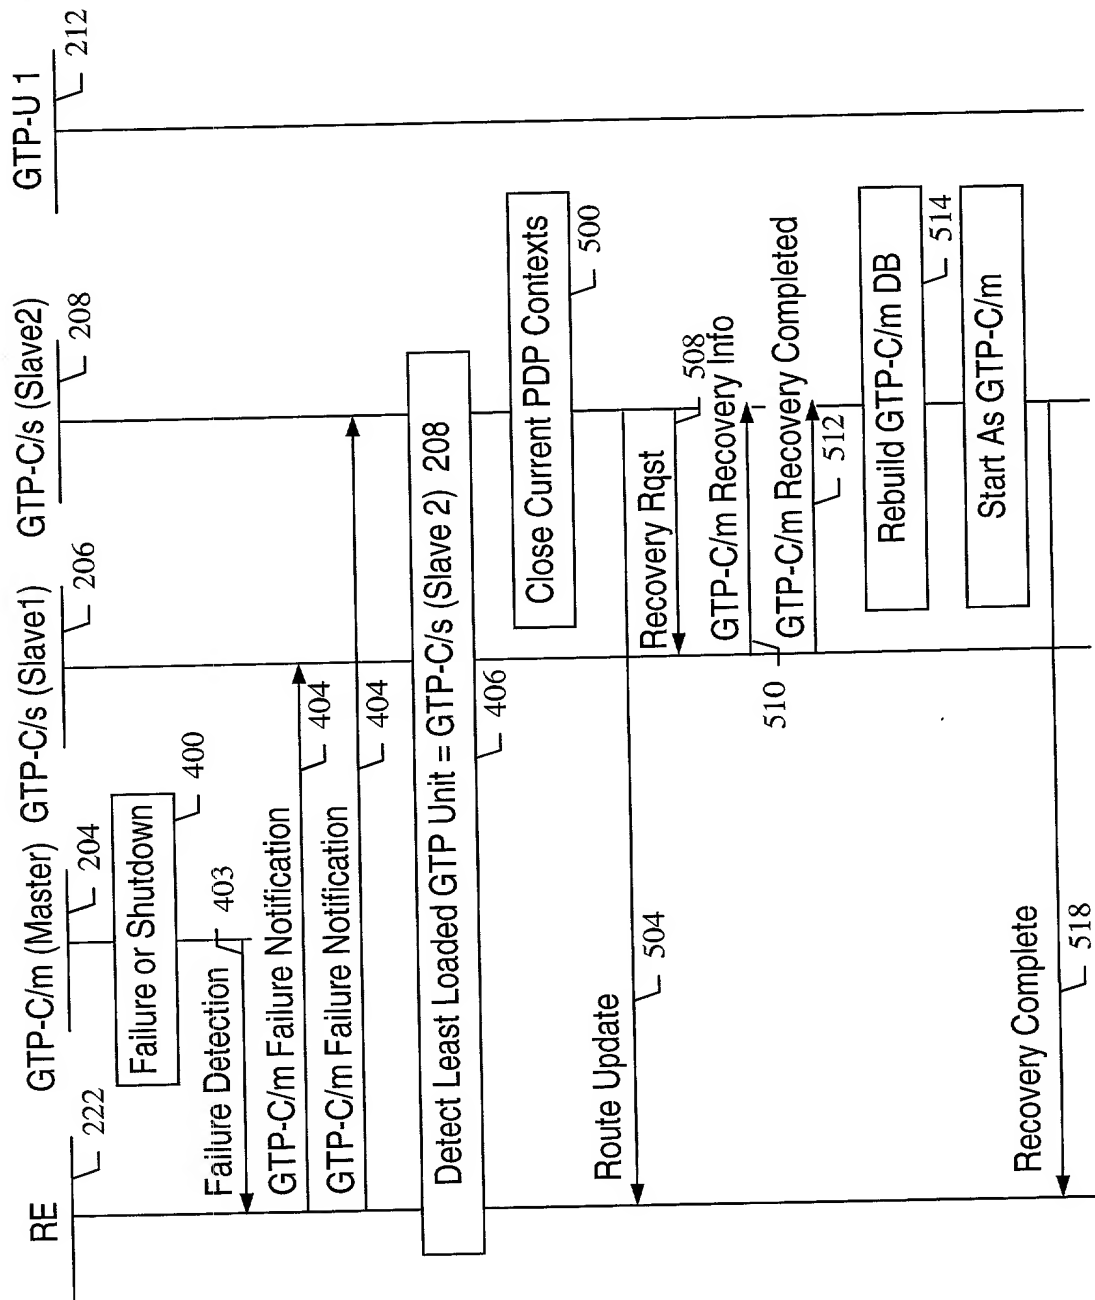 RE
222
GTP-C/m (Master)
204
GTP-C/s (Slave1)
206
GTP-C/s (Slave2)
208
GTP-U 1
212
Failure or Shutdown
400
Failure Detection
403
GTP-C/m Failure Notification
404
GTP-C/m Failure Notification
404
Detect Least Loaded GTP Unit = GTP-C/s (Slave 2) 208
406
Close Current PDP Contexts
500
Route Update
504
Recovery Rqst
508
GTP-C/m Recovery Info
510
GTP-C/m Recovery Completed
512
Rebuild GTP-C/m DB
514
Start As GTP-C/m
Recovery Complete
518